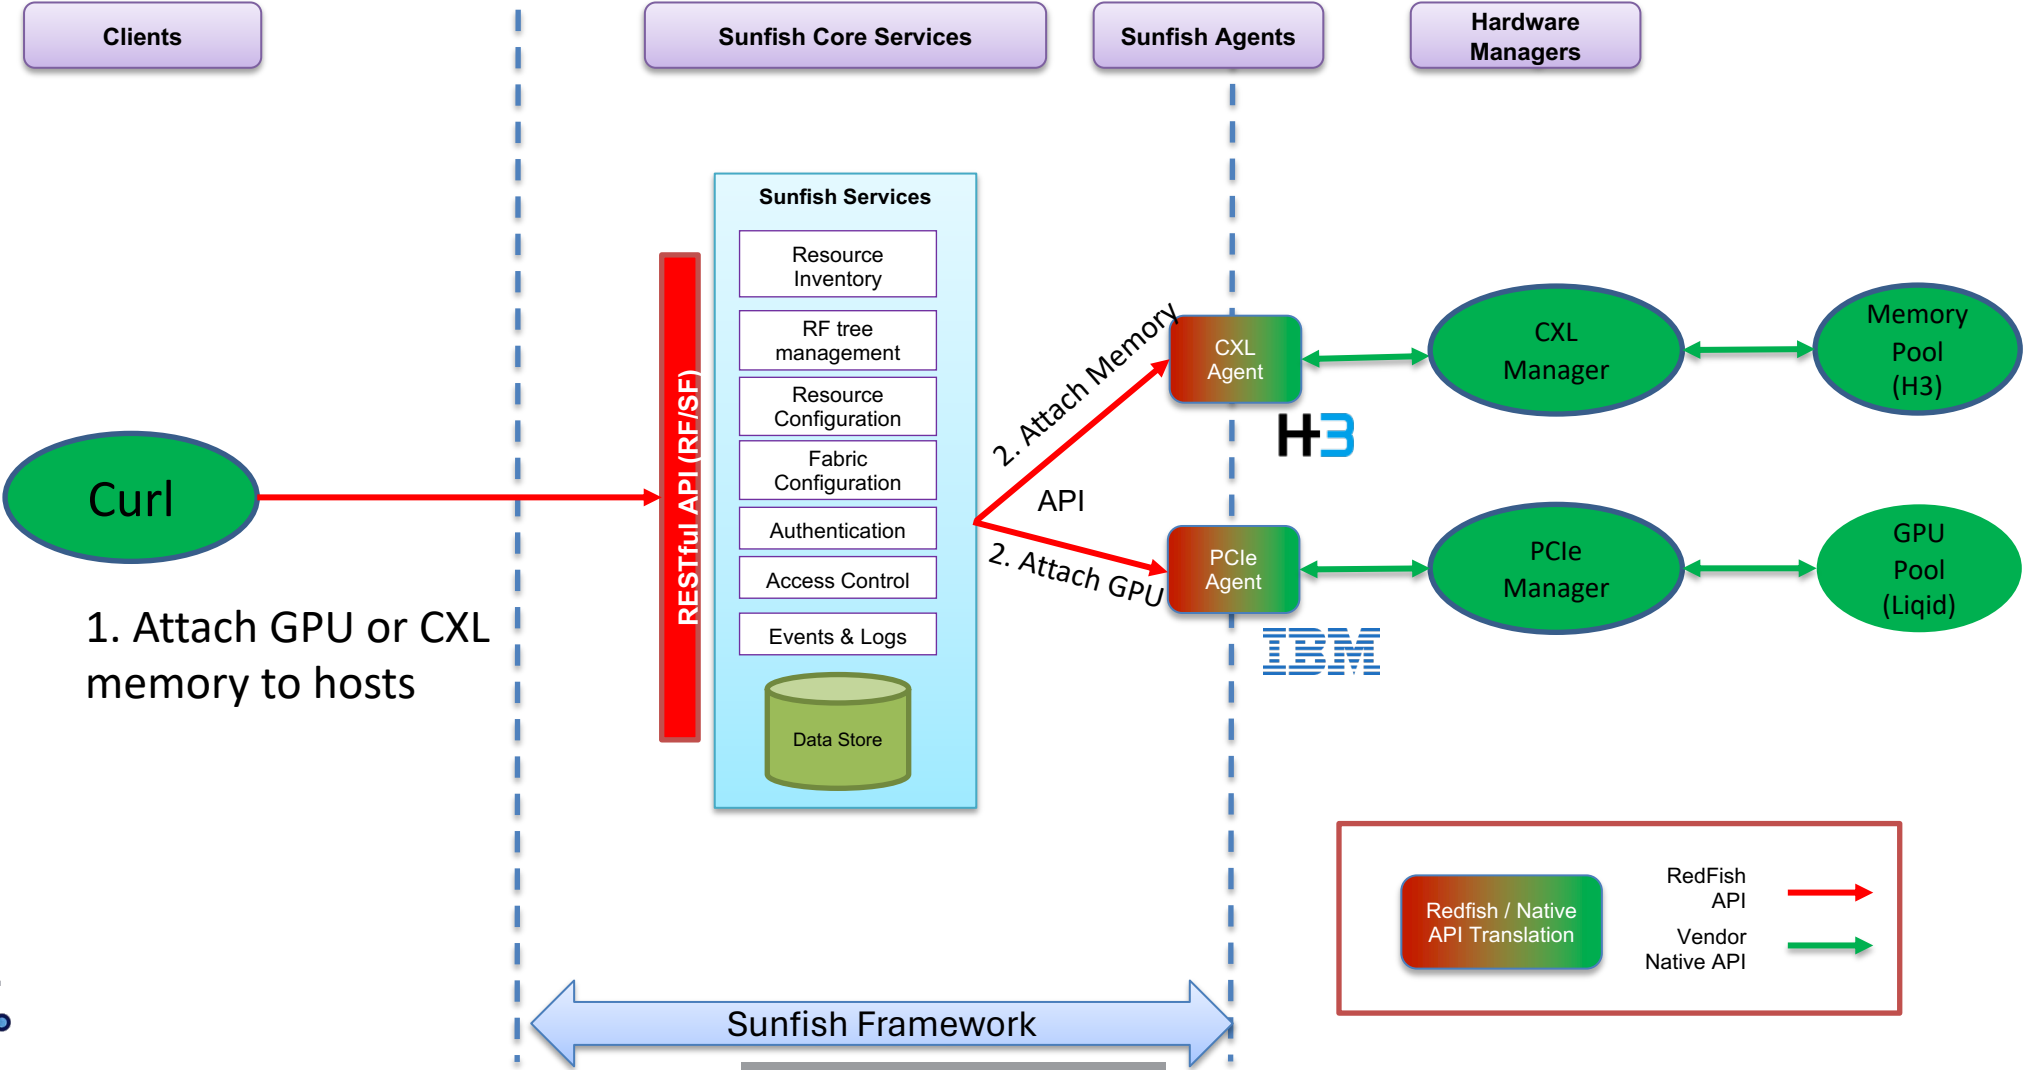 Clients
Sunfish Core Services
Sunfish Agents
Hardware
Managers
Sunfish Services
Resource
Inventory
RF tree
management
Resource
Configuration
Fabric
Configuration
Authentication
Access Control
Events & Logs
Data Store
RESTful API (RF/SF)
Curl
1. Attach GPU or CXL
memory to hosts
2. Attach Memory
API
2. Attach GPU
CXL
Agent
H3
PCIe
Agent
IBM
CXL
Manager
PCIe
Manager
Memory
Pool
(H3)
GPU
Pool
(Liqid)
Redfish / Native
API Translation
RedFish
API
Vendor
Native API
Sunfish Framework